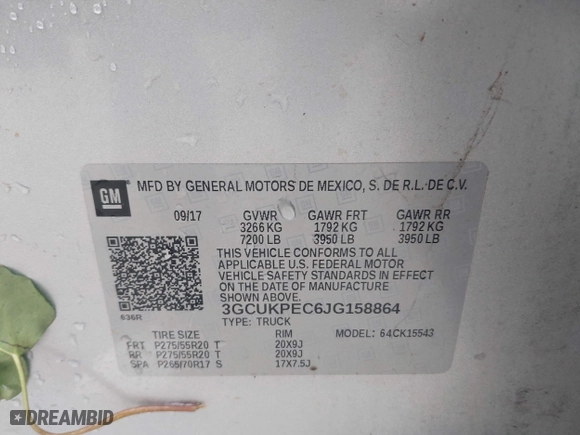 GM
MFD BY GENERAL MOTORS DE MEXICO, S. DE R.L. DE C.V.
09/17 GVWR GAWR FRT GAWR RR
3266 KG 1792 KG 1792 KG
7200 LB 3950 LB 3950 LB
THIS VEHICLE CONFORMS TO ALL
APPLICABLE U.S. FEDERAL MOTOR
VEHICLE SAFETY STANDARDS IN EFFECT
ON THE DATE OF MANUFACTURE
SHOWN ABOVE.
636R
3GCUKPEC6JG158864
TYPE: TRUCK
TIRE SIZE RIM MODEL: 64CK15543
FRT P275/55R20 T 20X9J
RR P275/55R20 T 20X9J
SPA P265/70R17 S 17X7.5J
DREAMBID